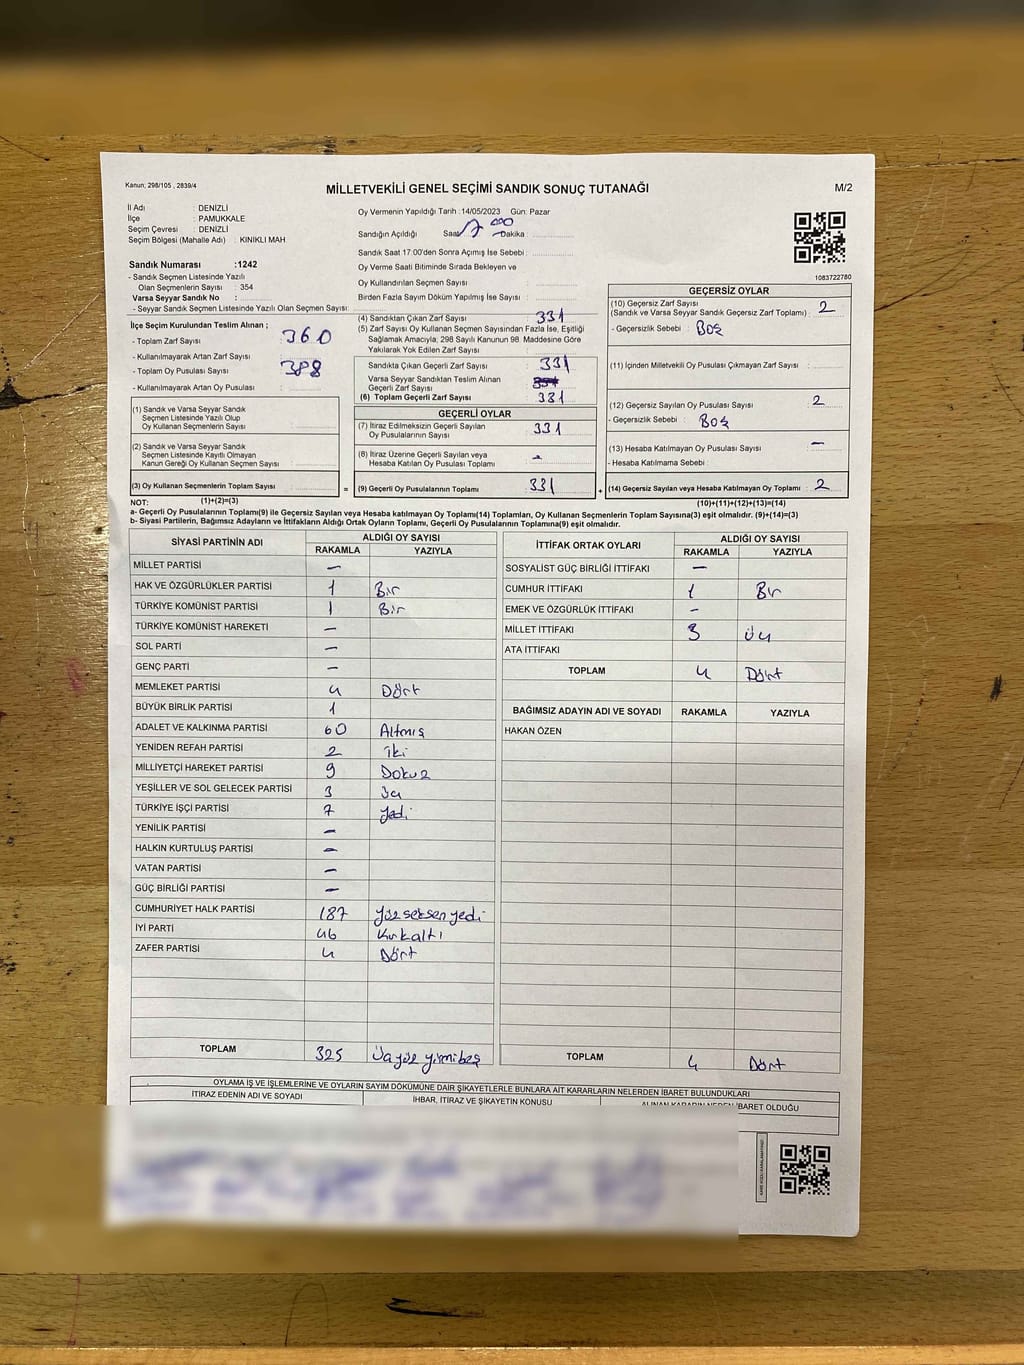 Kanun; 298/105 , 2839/4
MİLLETVEKİLİ GENEL SEÇİMİ SANDIK SONUÇ TUTANAĞI
M/2
İl Adı : DENİZLİ
İlçe : PAMUKKALE
Seçim Çevresi : DENİZLİ
Seçim Bölgesi (Mahalle Adı) : KINIKLI MAH
Sandık Numarası :1242
- Sandık Seçmen Listesinde Yazılı
Olan Seçmenlerin Sayısı : 354
Varsa Seyyar Sandık No :
- Seyyar Sandık Seçmen Listesinde Yazılı Olan Seçmen Sayısı :
İlçe Seçim Kurulundan Teslim Alınan ;
- Toplam Zarf Sayısı : 360
- Kullanılmayarak Artan Zarf Sayısı :
- Toplam Oy Pusulası Sayısı : 388
- Kullanılmayarak Artan Oy Pusulası :
(1) Sandık ve Varsa Seyyar Sandık
Seçmen Listesinde Yazılı Olup
Oy Kullanan Seçmenlerin Sayısı :
(2) Sandık ve Varsa Seyyar Sandık
Seçmen Listesinde Kayıtlı Olmayan
Kanun Gereği Oy Kullanan Seçmen Sayısı :
(3) Oy Kullanan Seçmenlerin Toplam Sayısı :
Oy Vermenin Yapıldığı Tarih : 14/05/2023 Gün: Pazar
Sandığın Açıldığı Saat 17 Dakika : 00
Sandık Saat 17:00'den Sonra Açımış İse Sebebi :
Oy Verme Saati Bitiminde Sırada Bekleyen ve
Oy Kullandırılan Seçmen Sayısı :
Birden Fazla Sayım Döküm Yapılmış İse Sayısı :
(4) Sandıktan Çıkan Zarf Sayısı : 331
(5) Zarf Sayısı Oy Kullanan Seçmen Sayısından Fazla İse, Eşitliği
Sağlamak Amacıyla; 298 Sayılı Kanunun 98. Maddesine Göre
Yakılarak Yok Edilen Zarf Sayısı :
Sandıkta Çıkan Geçerli Zarf Sayısı : 331
Varsa Seyyar Sandıktan Teslim Alınan
Geçerli Zarf Sayısı :
(6) Toplam Geçerli Zarf Sayısı : 331
GEÇERLİ OYLAR
(7) İtiraz Edilmeksizin Geçerli Sayılan
Oy Pusulalarının Sayısı : 331
(8) İtiraz Üzerine Geçerli Sayılan veya
Hesaba Katılan Oy Pusulası Toplamı : -
= (9) Geçerli Oy Pusulalarının Toplamı : 331
1083722780
GEÇERSİZ OYLAR
(10) Geçersiz Zarf Sayısı
(Sandık ve Varsa Seyyar Sandık Geçersiz Zarf Toplamı) : 2
- Geçersizlik Sebebi : Boş
(11) İçinden Milletvekili Oy Pusulası Çıkmayan Zarf Sayısı :
(12) Geçersiz Sayılan Oy Pusulası Sayısı : 2
- Geçersizlik Sebebi : Boş
(13) Hesaba Katılmayan Oy Pusulası Sayısı : -
- Hesaba Katılmama Sebebi :
+ (14) Geçersiz Sayılan veya Hesaba Katılmayan Oy Toplamı : 2
NOT: (1)+(2)=(3) (10)+(11)+(12)+(13)=(14)
a- Geçerli Oy Pusulalarının Toplamı(9) ile Geçersiz Sayılan veya Hesaba katılmayan Oy Toplamı(14) Toplamları, Oy Kullanan Seçmenlerin Toplam Sayısına(3) eşit olmalıdır. (9)+(14)=(3)
b- Siyasi Partilerin, Bağımsız Adayların ve İttifakların Aldığı Ortak Oyların Toplamı, Geçerli Oy Pusulalarının Toplamına(9) eşit olmalıdır.
SİYASİ PARTİNİN ADI ALDIĞI OY SAYISI
RAKAMLA YAZIYLA
MİLLET PARTİSİ -
HAK VE ÖZGÜRLÜKLER PARTİSİ 1 Bir
TÜRKİYE KOMÜNİST PARTİSİ 1 Bir
TÜRKİYE KOMÜNİST HAREKETİ -
SOL PARTİ -
GENÇ PARTİ -
MEMLEKET PARTİSİ 4 Dört
BÜYÜK BİRLİK PARTİSİ 1
ADALET VE KALKINMA PARTİSİ 60 Altmış
YENİDEN REFAH PARTİSİ 2 iki
MİLLİYETÇİ HAREKET PARTİSİ 9 Dokuz
YEŞİLLER VE SOL GELECEK PARTİSİ 3 üç
TÜRKİYE İŞÇİ PARTİSİ 7 yedi
YENİLİK PARTİSİ -
HALKIN KURTULUŞ PARTİSİ -
VATAN PARTİSİ -
GÜÇ BİRLİĞİ PARTİSİ -
CUMHURİYET HALK PARTİSİ 187 yüz seksen yedi
İYİ PARTİ 46 Kırkaltı
ZAFER PARTİSİ 4 Dört
TOPLAM 325 Üçyüz yirmibeş
İTTİFAK ORTAK OYLARI ALDIĞI OY SAYISI
RAKAMLA YAZIYLA
SOSYALİST GÜÇ BİRLİĞİ İTTİFAKI -
CUMHUR İTTİFAKI 1 Bir
EMEK VE ÖZGÜRLÜK İTTİFAKI -
MİLLET İTTİFAKI 3 üç
ATA İTTİFAKI
TOPLAM 4 Dört
BAĞIMSIZ ADAYIN ADI VE SOYADI RAKAMLA YAZIYLA
HAKAN ÖZEN
TOPLAM 4 Dört
OYLAMA İŞ VE İŞLEMLERİNE VE OYLARIN SAYIM DÖKÜMÜNE DAİR ŞİKAYETLERLE BUNLARA AİT KARARLARIN NELERDEN İBARET BULUNDUKLARI
İTİRAZ EDENİN ADI VE SOYADI İHBAR, İTİRAZ VE ŞİKAYETİN KONUSU ALINAN KARARIN NEDEN İBARET OLDUĞU